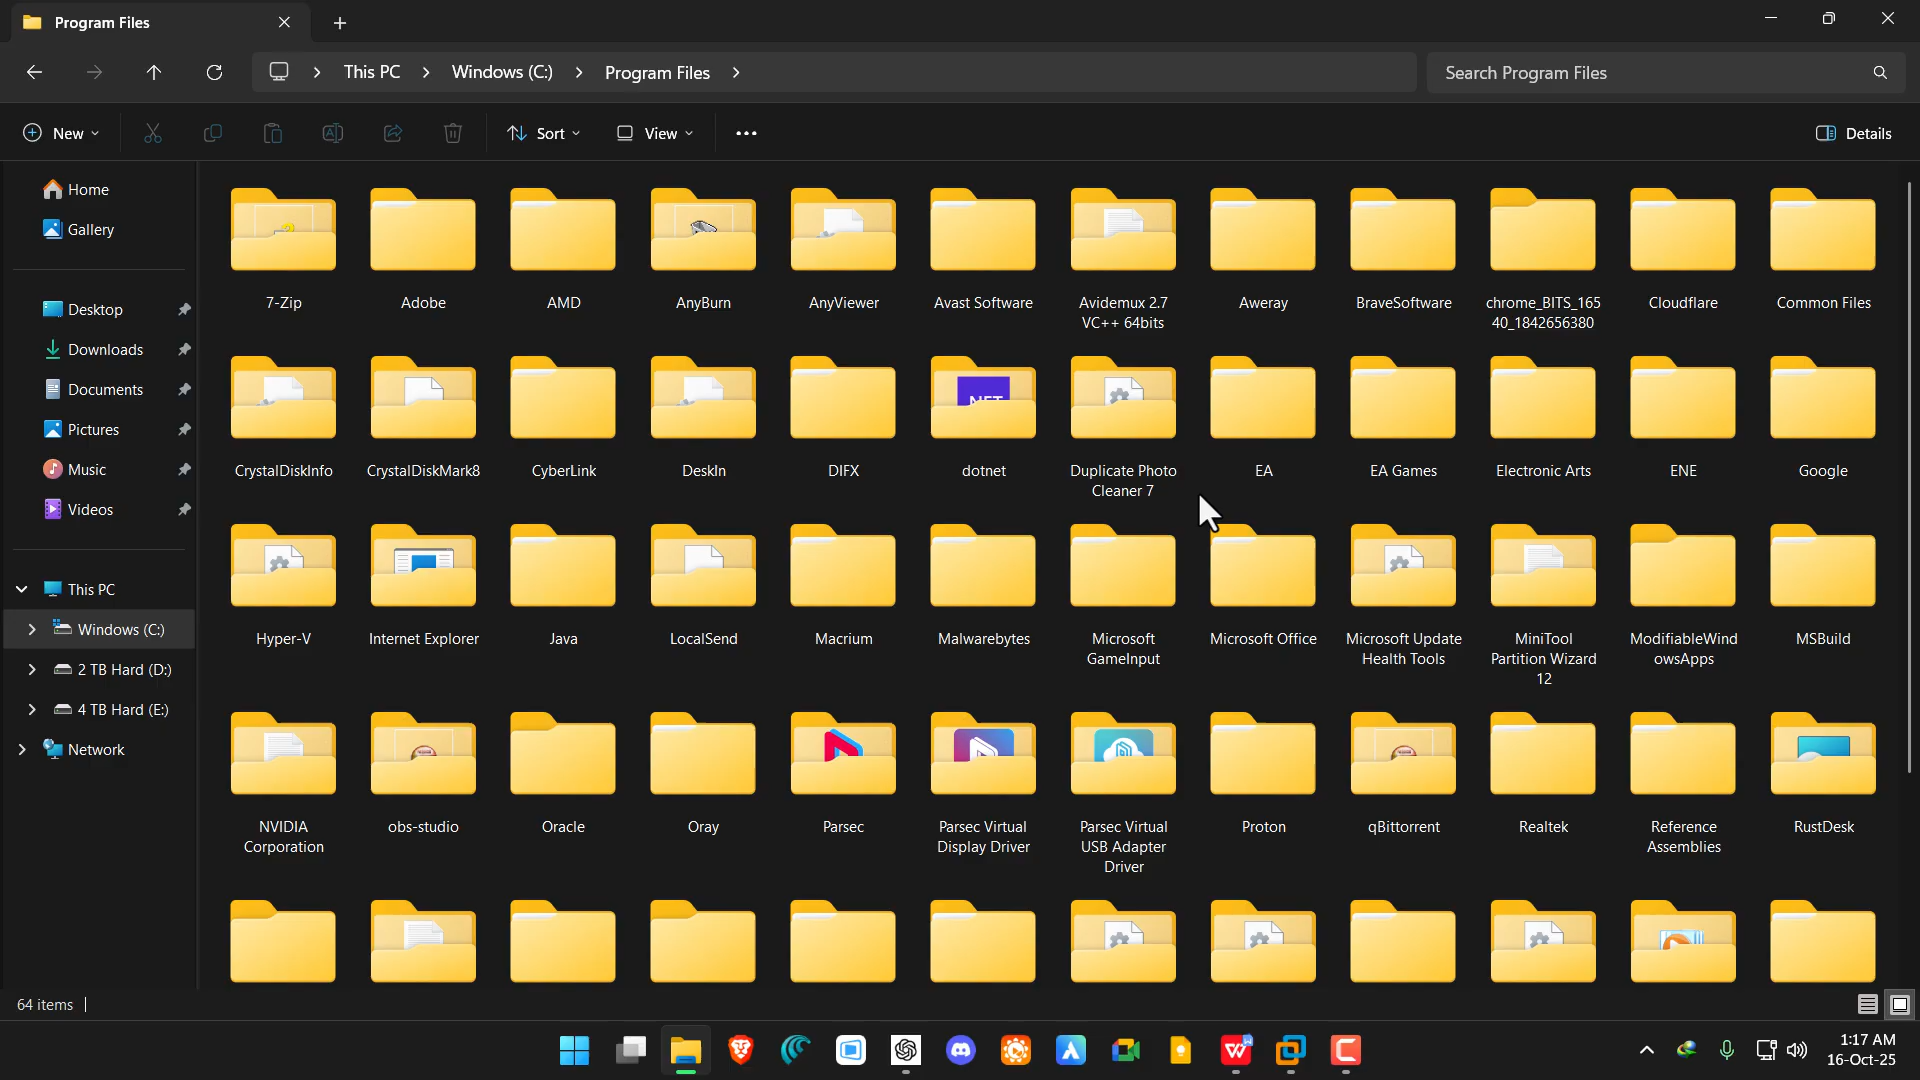 Program Files
This PC
Windows (C:)
Program Files
Search Program Files
New
Sort
View
Details
Home
Gallery
Desktop
Downloads
Documents
Pictures
Music
Videos
This PC
Windows (C:)
2 TB Hard (D:)
4 TB Hard (E:)
Network
7-Zip
Adobe
AMD
AnyBurn
AnyViewer
Avast Software
Avidemux 2.7
VC++ 64bits
Aweray
BraveSoftware
chrome_BITS_165
40_1842656380
Cloudflare
Common Files
CrystalDiskInfo
CrystalDiskMark8
CyberLink
DeskIn
DIFX
dotnet
Duplicate Photo
Cleaner 7
EA
EA Games
Electronic Arts
ENE
Google
Hyper-V
Internet Explorer
Java
LocalSend
Macrium
Malwarebytes
Microsoft
GameInput
Microsoft Office
Microsoft Update
Health Tools
MiniTool
Partition Wizard
12
ModifiableWind
owsApps
MSBuild
NVIDIA
Corporation
obs-studio
Oracle
Oray
Parsec
Parsec Virtual
Display Driver
Parsec Virtual
USB Adapter
Driver
Proton
qBittorrent
Realtek
Reference
Assemblies
RustDesk
64 items
1:17 AM
16-Oct-25